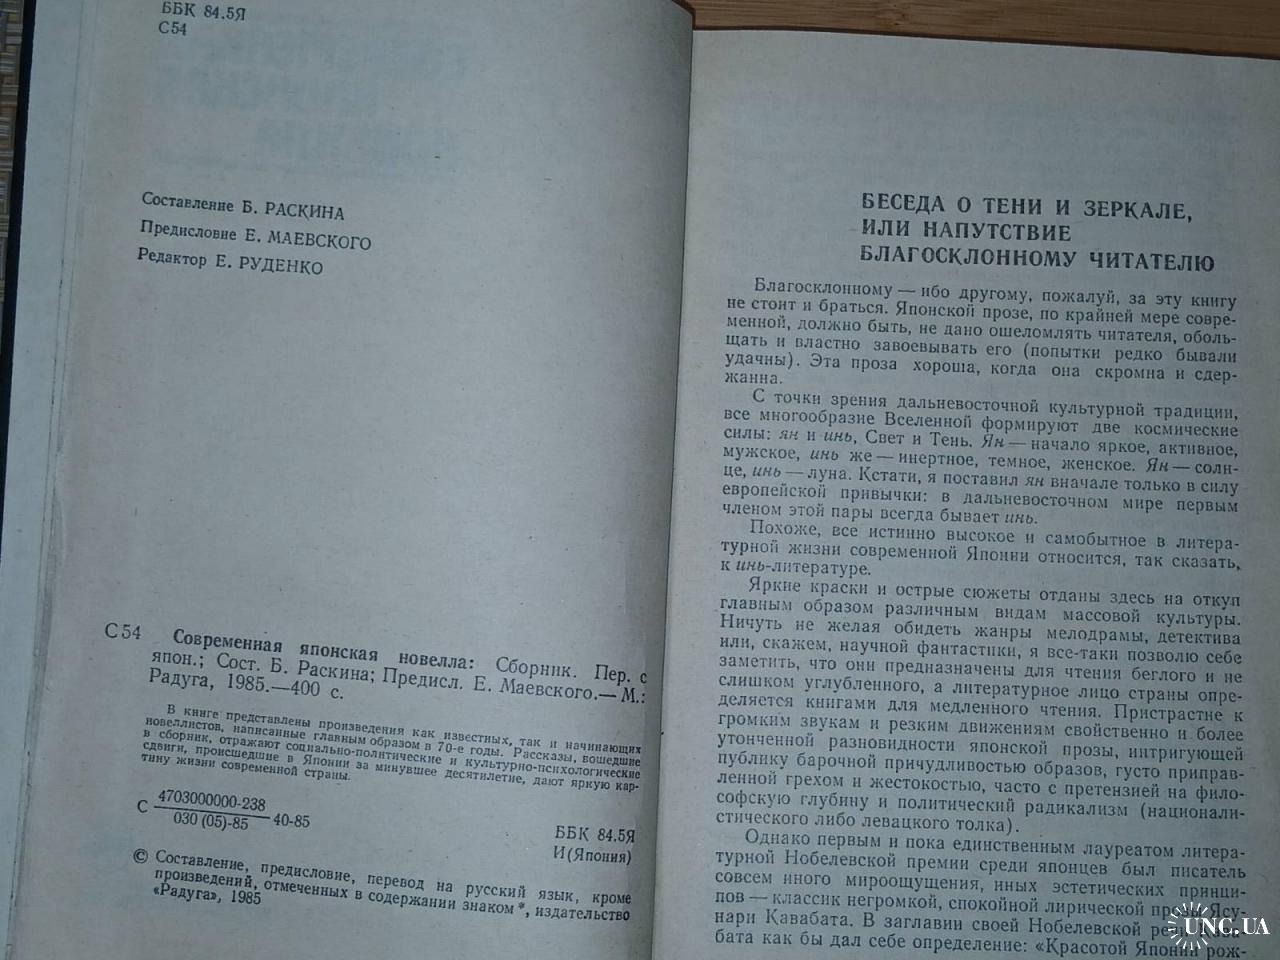 ББК 84.5Я
С54
Составление Б. РАСКИНА
Предисловие Е. МАЕВСКОГО
Редактор Е. РУДЕНКО
С54 Современная японская новелла: Сборник. Пер. с
япон.; Сост. Б. Раскина; Предисл. Е. Маевского.— М.:
Радуга, 1985.—400 с.
В книге представлены произведения как известных, так и начинающих
новеллистов, написанные главным образом в 70-е годы. Рассказы, вошедшие
в сборник, отражают социально-политические и культурно-психологические
сдвиги, происшедшие в Японии за минувшее десятилетие, дают яркую кар-
тину жизни современной страны.
С 4703000000-238
030 (05)-85 40-85
ББК 84.5Я
И(Япония)
© Составление, предисловие, перевод на русский язык, кроме
произведений, отмеченных в содержании знаком *, издательство
«Радуга», 1985
БЕСЕДА О ТЕНИ И ЗЕРКАЛЕ,
ИЛИ НАПУТСТВИЕ
БЛАГОСКЛОННОМУ ЧИТАТЕЛЮ
Благосклонному — ибо другому, пожалуй, за эту книгу
не стоит и браться. Японской прозе, по крайней мере совре-
менной, должно быть, не дано ошеломлять читателя, оболь-
щать и властно завоевывать его (попытки редко бывали
удачны). Эта проза хороша, когда она скромна и сдер-
жанна.
С точки зрения дальневосточной культурной традиции,
все многообразие Вселенной формируют две космические
силы: ян и инь, Свет и Тень. Ян — начало яркое, активное,
мужское, инь же — инертное, темное, женское. Ян — солн-
це, инь — луна. Кстати, я поставил ян вначале только в силу
европейской привычки: в дальневосточном мире первым
членом этой пары всегда бывает инь.
Похоже, все истинно высокое и самобытное в литера-
турной жизни современной Японии относится, так сказать,
к инь-литературе.
Яркие краски и острые сюжеты отданы здесь на откуп
главным образом различным видам массовой культуры.
Ничуть не желая обидеть жанры мелодрамы, детектива
или, скажем, научной фантастики, я все-таки позволю себе
заметить, что они предназначены для чтения беглого и не
слишком углубленного, а литературное лицо страны опре-
деляется книгами для медленного чтения. Пристрастие к
громким звукам и резким движениям свойственно и более
утонченной разновидности японской прозы, интригующей
публику барочной причудливостью образов, густо приправ-
ленной грехом и жестокостью, часто с претензией на фило-
софскую глубину и политический радикализм (национали-
стического либо левацкого толка).
Однако первым и пока единственным лауреатом литера-
турной Нобелевской премии среди японцев был писатель
совсем иного мироощущения, иных эстетических принци-
пов — классик негромкой, спокойной лирической прозы Ясу-
нари Кавабата. В заглавии своей Нобелевской речи Кава-
бата как бы дал себе определение: «Красотой Японии рож-
UNC.UA